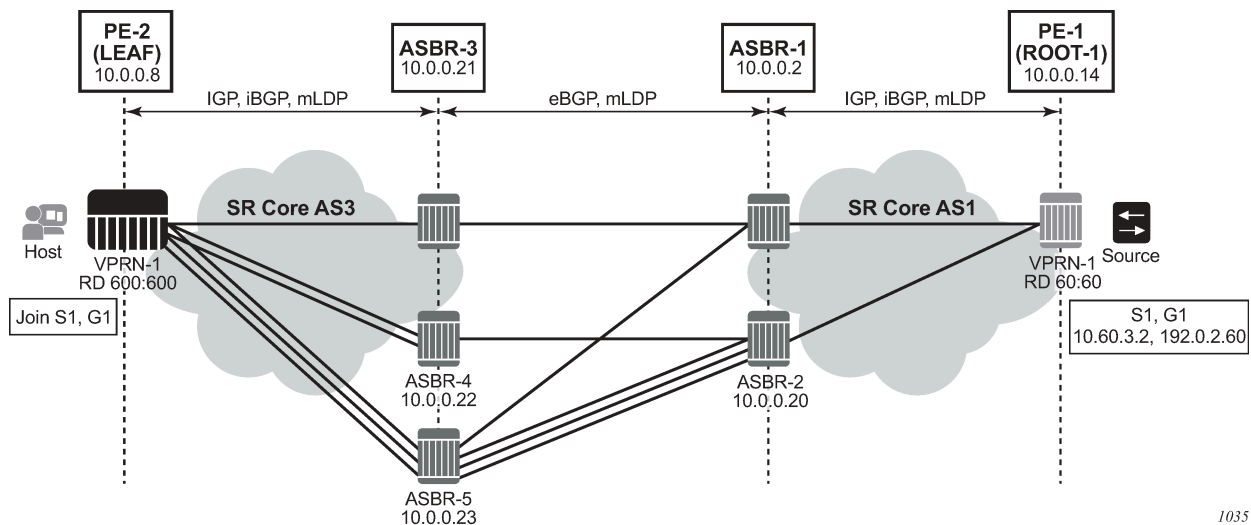 PE-2
(LEAF)
10.0.0.8
ASBR-3
10.0.0.21
ASBR-1
10.0.0.2
PE-1
(ROOT-1)
10.0.0.14
IGP, iBGP, mLDP
eBGP, mLDP
IGP, iBGP, mLDP
SR Core AS3
SR Core AS1
Host
VPRN-1
RD 600:600
VPRN-1
RD 60:60
Source
Join S1, G1
S1, G1
10.60.3.2, 192.0.2.60
ASBR-4
10.0.0.22
ASBR-2
10.0.0.20
ASBR-5
10.0.0.23
1035